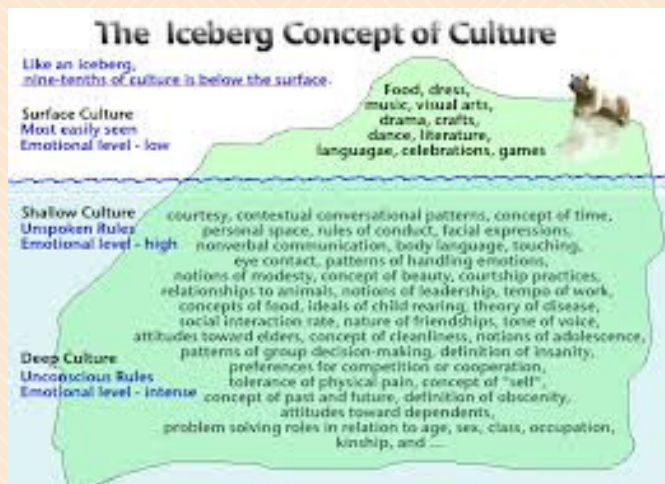 The Iceberg Concept of Culture
Like an iceberg,
nine-tenths of culture is below the surface.
Surface Culture
Most easily seen
Emotional level - low
Food, dress,
music, visual arts,
drama, crafts,
dance, literature,
languagae, celebrations, games
Shallow Culture
Unspoken Rules
Emotional level - high
courtesy, contextual conversational patterns, concept of time,
personal space, rules of conduct, facial expressions,
nonverbal communication, body language, touching,
eye contact, patterns of handling emotions,
notions of modesty, concept of beauty, courtship practices,
relationships to animals, notions of leadership, tempo of work,
concepts of food, ideals of child rearing, theory of disease,
social interaction rate, nature of friendships, tone of voice,
attitudes toward elders, concept of cleanliness, notions of adolescence,
patterns of group decision-making, definition of insanity,
preferences for competition or cooperation,
tolerance of physical pain, concept of "self",
concept of past and future, definition of obscenity,
attitudes toward dependents,
problem solving roles in relation to age, sex, class, occupation,
kinship, and ...
Deep Culture
Unconscious Rules
Emotional level - intense